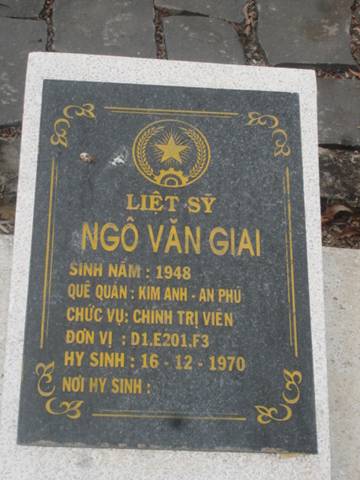 LIỆT SỸ
NGÔ VĂN GIAI
SINH NĂM : 1948
QUÊ QUÁN : KIM ANH - AN PHÚ
CHỨC VỤ: CHÍNH TRỊ VIÊN
ĐƠN VỊ : D1.E201.F3
HY SINH : 16 - 12 - 1970
NƠI HY SINH :